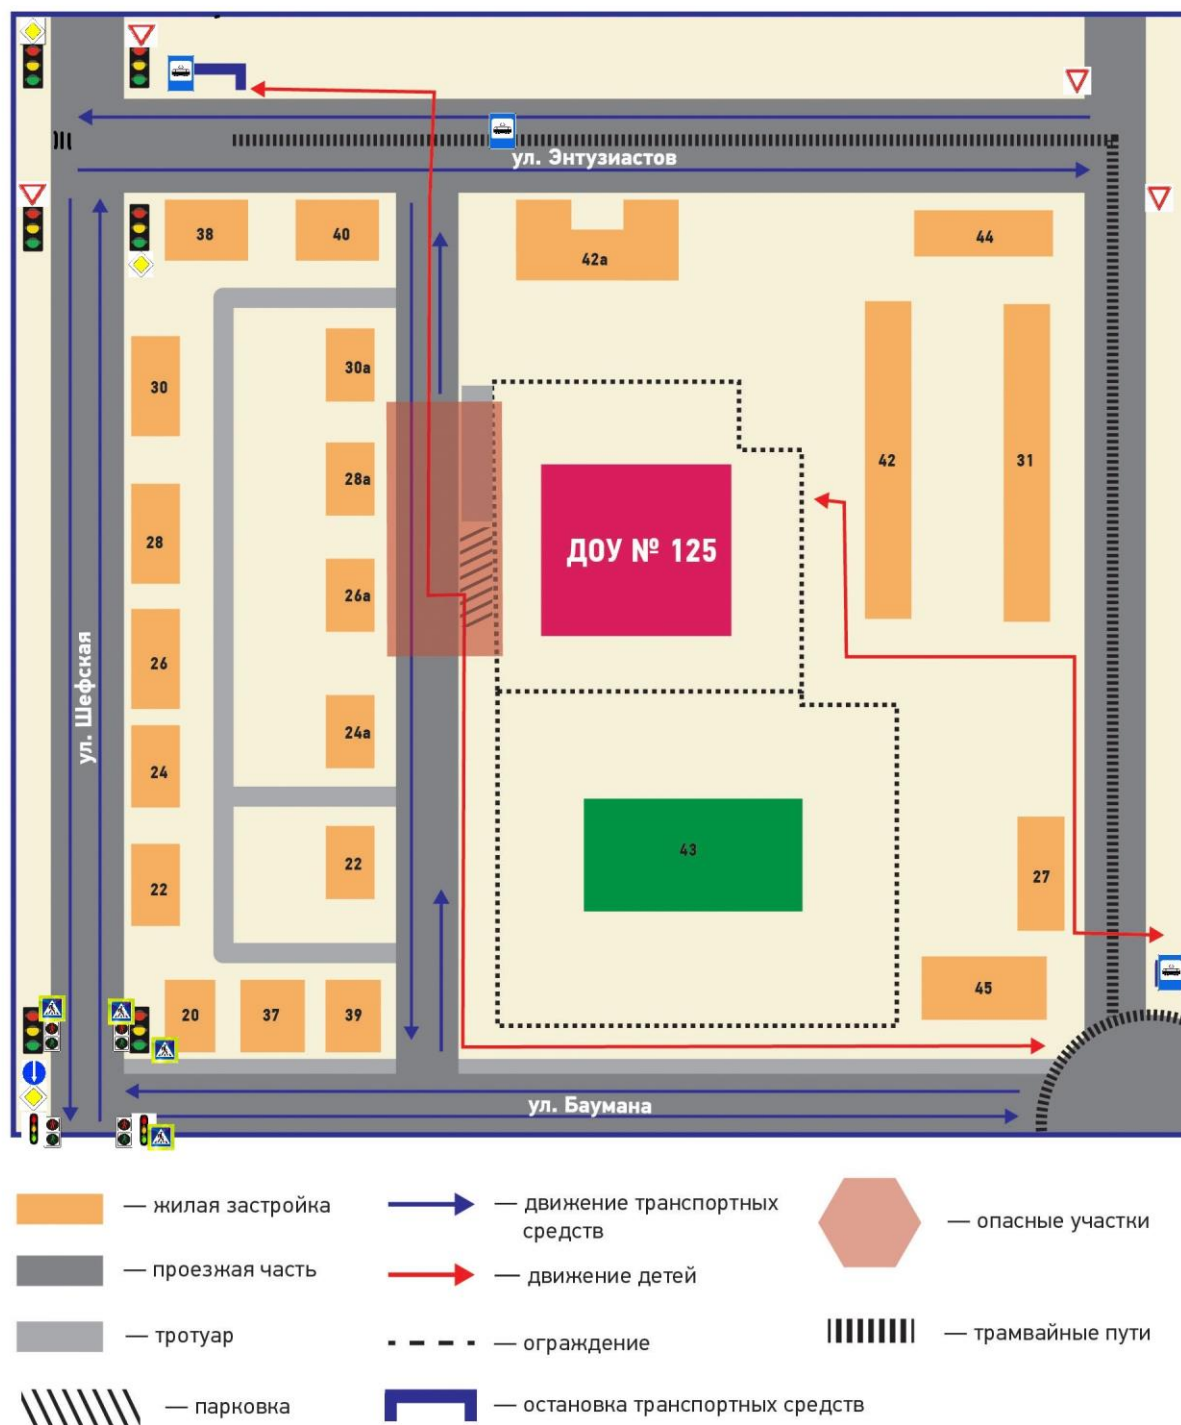 ул. Энтузиастов
38
40
42а
44
30
30а
28а
42
31
28
ДОУ № 125
26а
26
ул. Шефская
24а
24
43
22
22
27
20
37
39
45
ул. Баумана
— жилая застройка
— движение транспортных
средств
— опасные участки
— проезжая часть
— движение детей
— тротуар
— ограждение
— трамвайные пути
— парковка
— остановка транспортных средств